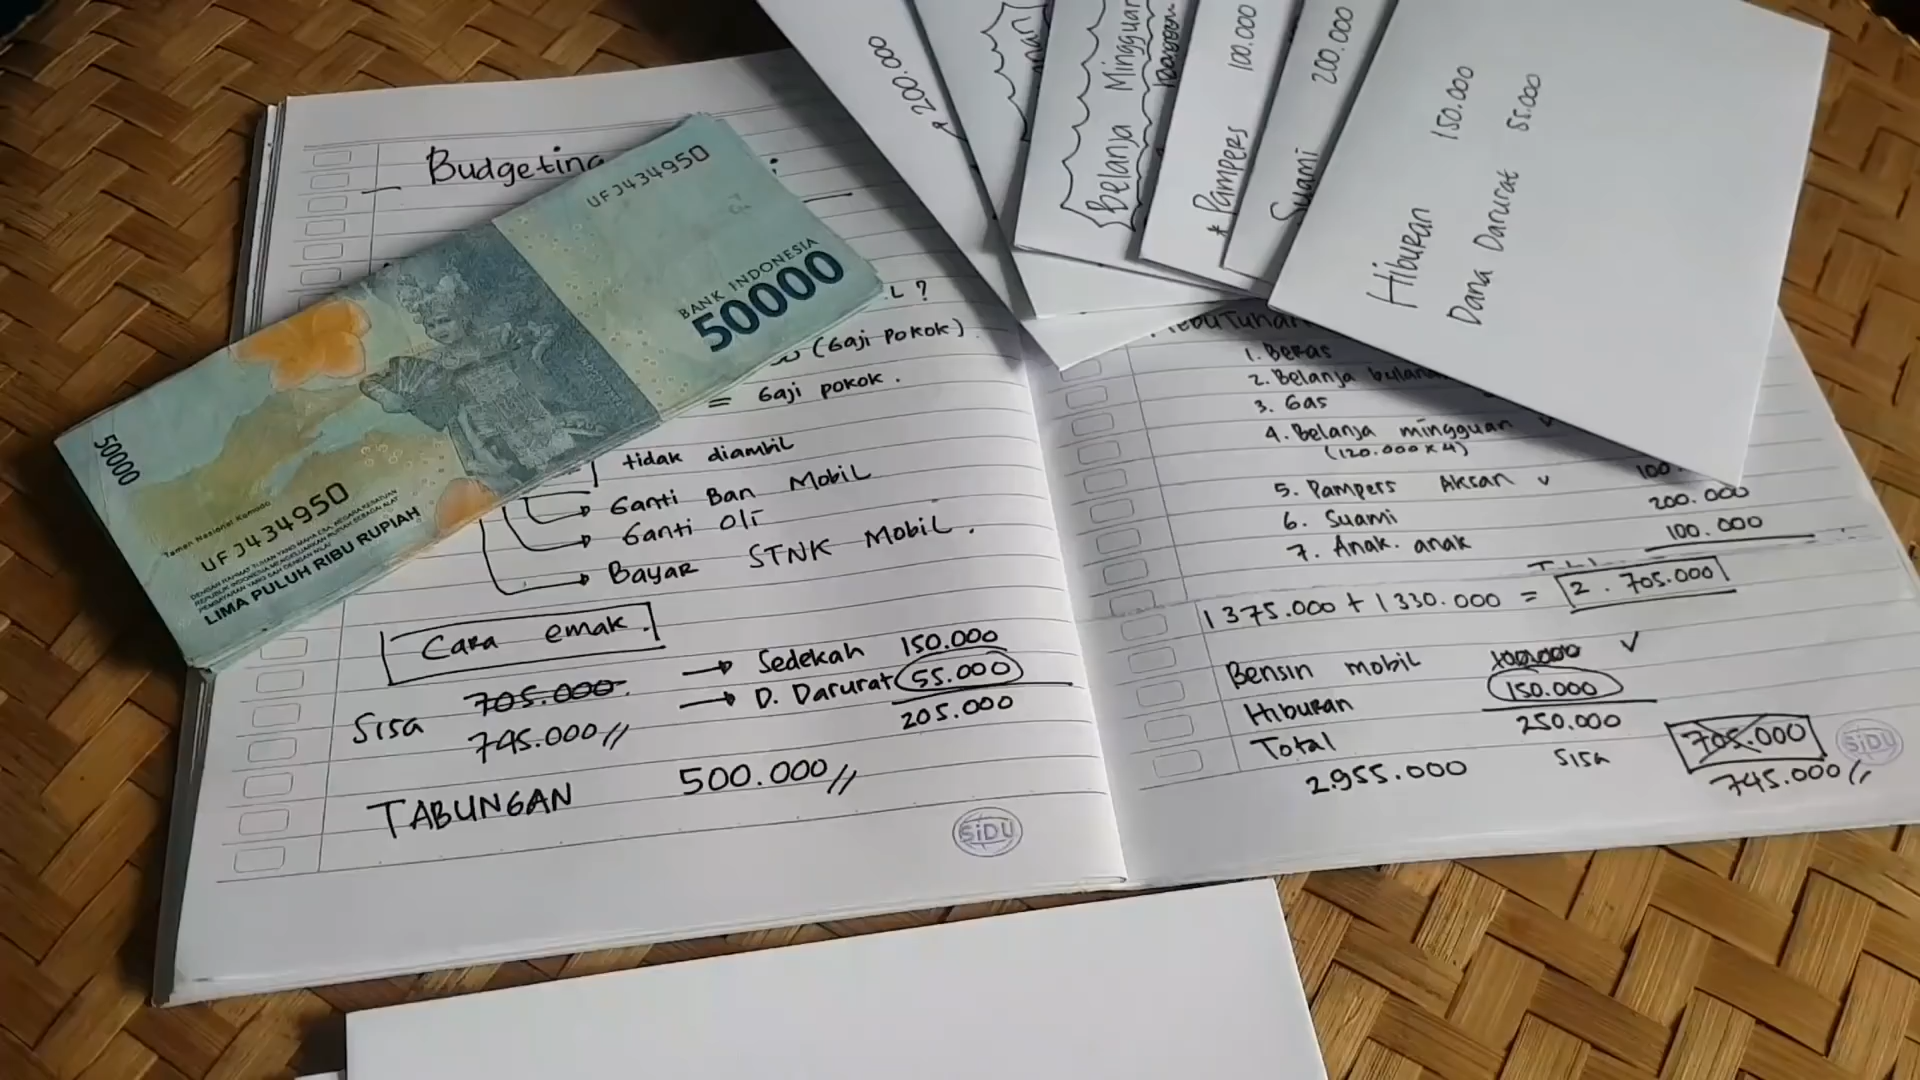 Budgeting
L ?
(Gaji pokok)
= Gaji pokok.
tidak diambil
Ganti Ban Mobil
Ganti Oli
Bayar STNK Mobil.
Cara emak.
Sisa 705.000.
745.000//
→ Sedekah 150.000
→ D. Darurat 55.000
205.000
TABUNGAN 500.000//
SiDU
50000
UFJ434950
BANK INDONESIA
50000
Taman Nasional Komodo
UFJ434950
LIMA PULUH RIBU RUPIAH
200.000
Belanja Mingguan
* Pampers 100.000
Suami 200.000
Hiburan 150.000
Dana Darurat 55.000
1. Beras
2. Belanja
3. Gas
4. Belanja mingguan
(120.000 x 4)
5. Pampers Aksan v 100.
6. Suami 200.000
7. Anak. anak 100.000
1375.000 + 1330.000 = 2.705.000
Bensin mobil 100.000 ✓
Hiburan 150.000
Total 250.000
2.955.000 Sisa 705.000
745.000//
SiDU